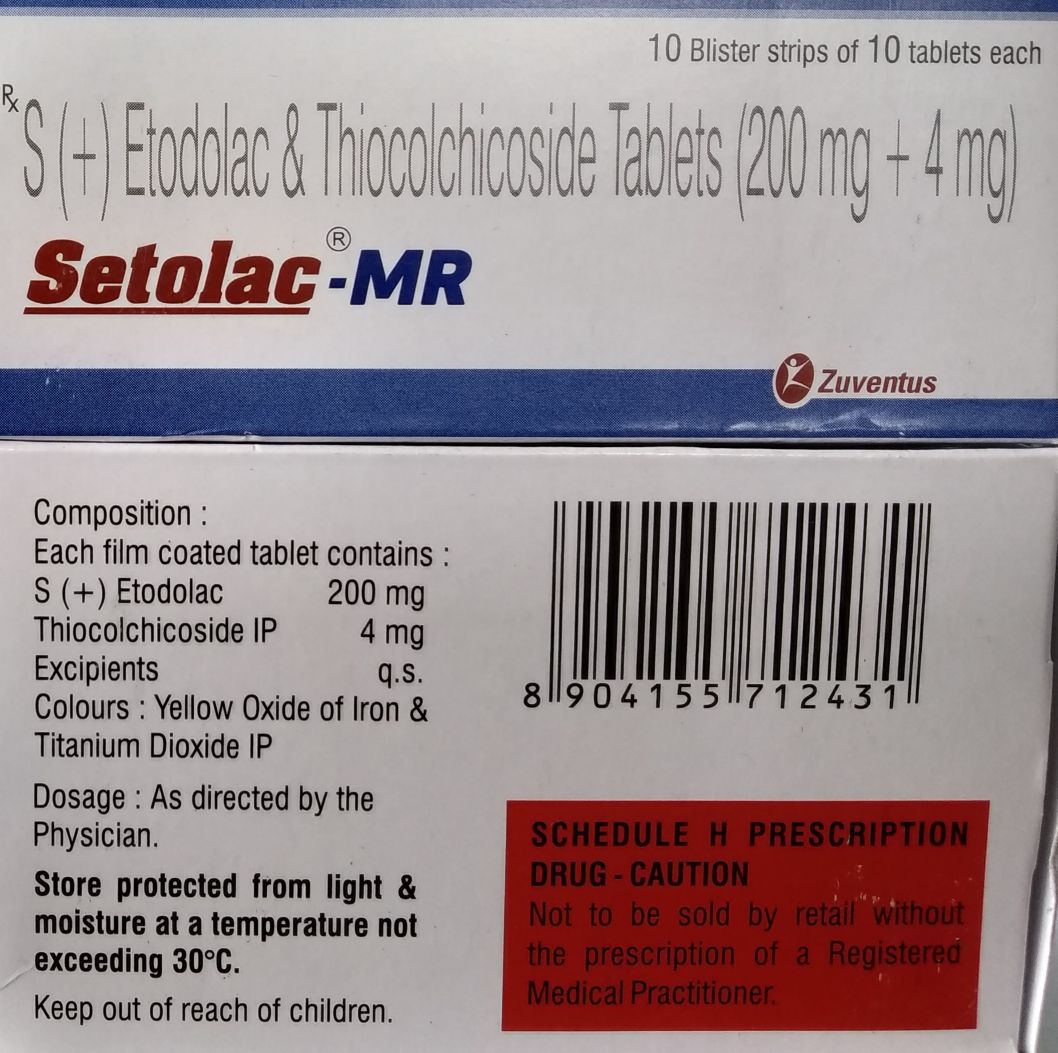 10 Blister strips of 10 tablets each
Rx S (+) Etodolac & Thiocolchicoside Tablets (200 mg + 4 mg)
Setolac®-MR
Zuventus
Composition :
Each film coated tablet contains :
S (+) Etodolac 200 mg
Thiocolchicoside IP 4 mg
Excipients q.s.
Colours : Yellow Oxide of Iron &
Titanium Dioxide IP
Dosage : As directed by the
Physician.
Store protected from light &
moisture at a temperature not
exceeding 30°C.
Keep out of reach of children.
8 904155 712431
SCHEDULE H PRESCRIPTION
DRUG - CAUTION
Not to be sold by retail without
the prescription of a Registered
Medical Practitioner.